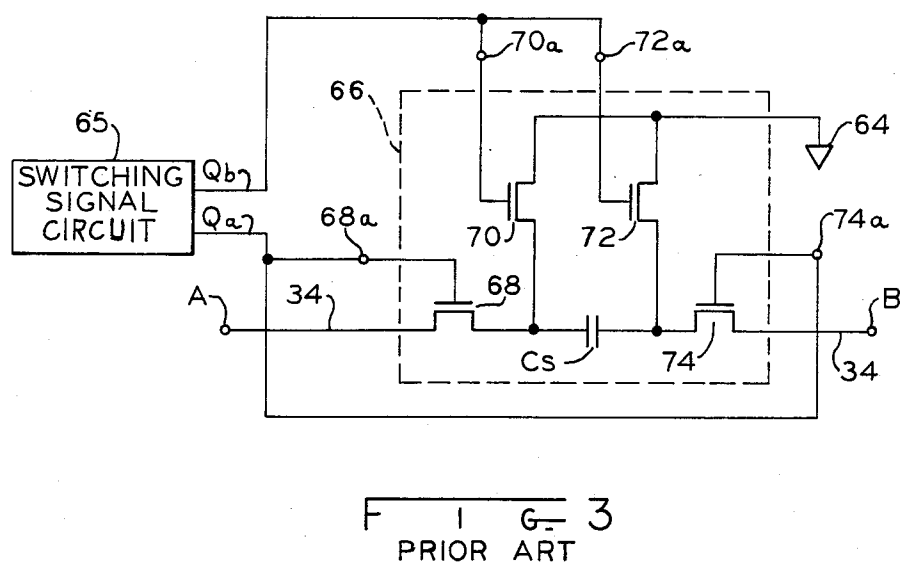 70a
72a
66
65
64
SWITCHING
SIGNAL
CIRCUIT
Qb
Qa
68a
70
72
74a
A
34
68
Cs
74
B
34
FIG-3
PRIOR ART